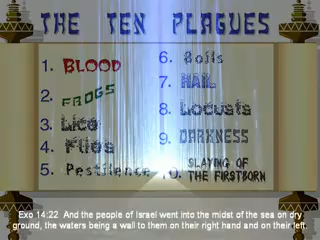 THE TEN PLAGUES
1. BLOOD
2. FROGS
3. Lice
4. Flies
5. Pestilence
6. Boils
7. HAIL
8. Locusts
9. DARKNESS
10. SLAYING OF
THE FIRSTBORN
Exo 14:22 And the people of Israel went into the midst of the sea on dry
ground, the waters being a wall to them on their right hand and on their left.